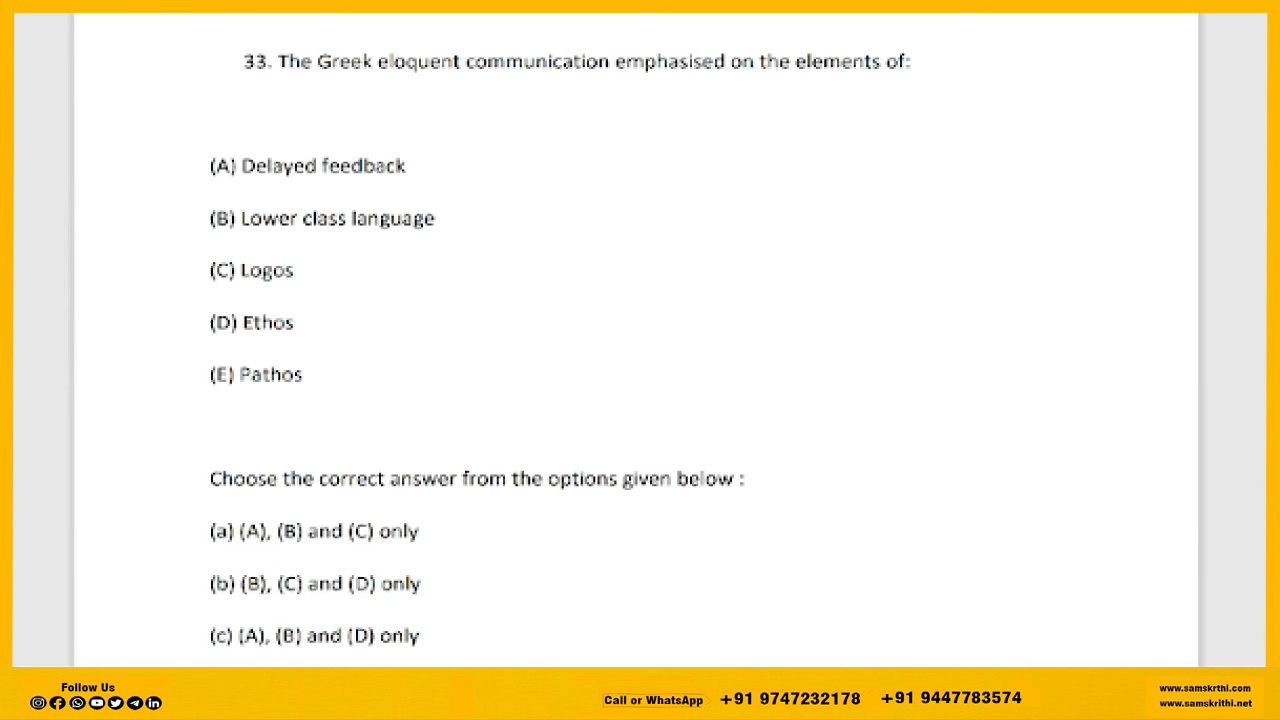 33. The Greek eloquent communication emphasised on the elements of:
(A) Delayed feedback
(B) Lower class language
(C) Logos
(D) Ethos
(E) Pathos
Choose the correct answer from the options given below :
(a) (A), (B) and (C) only
(b) (B), (C) and (D) only
(c) (A), (B) and (D) only
Follow Us
Call or WhatsApp +91 9747232178 +91 9447783574
www.samskrthi.com
www.samskrithi.net